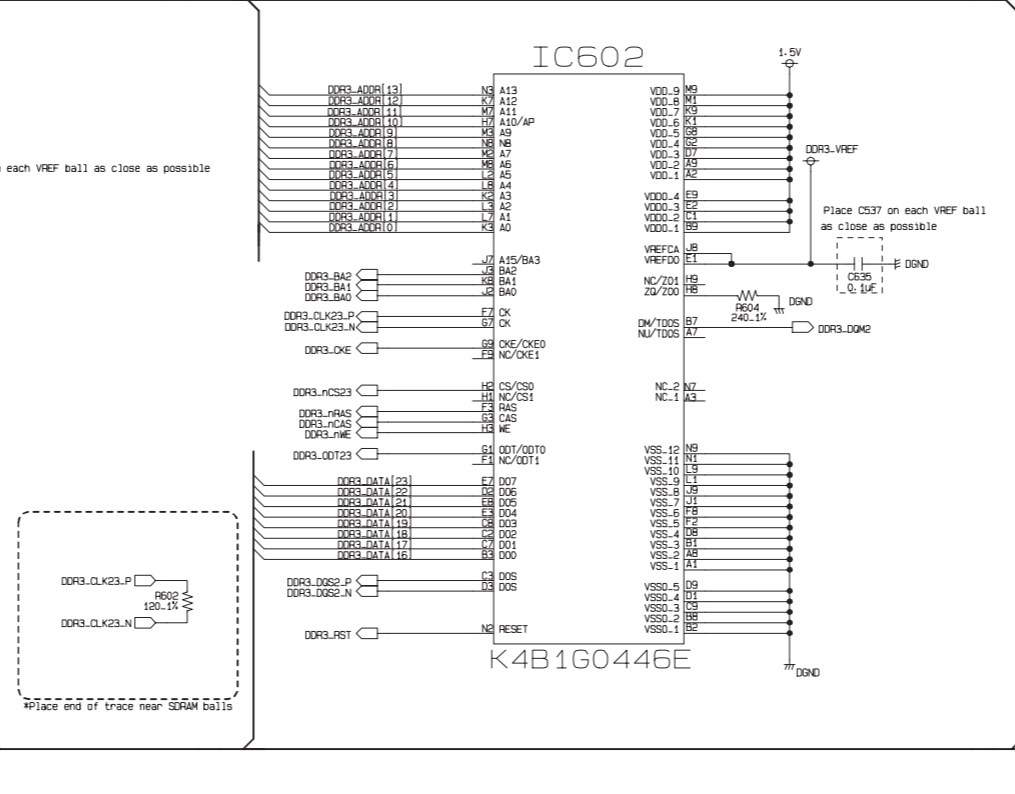 IC602
1.5V
DDR3_ADDR[13] N3 A13 VDD_9 M9
DDR3_ADDR[12] K7 A12 VDD_8 M1
DDR3_ADDR[11] M7 A11 VDD_7 K9
DDR3_ADDR[10] H7 A10/AP VDD_6 K1
DDR3_ADDR[9] M3 A9 VDD_5 G8
DDR3_ADDR[8] N8 N8 VDD_4 G2
DDR3_ADDR[7] M2 A7 VDD_3 D7
DDR3_ADDR[6] M8 A6 VDD_2 A9
DDR3_ADDR[5] L2 A5 VDD_1 A2
DDR3_ADDR[4] L8 A4
DDR3_ADDR[3] K2 A3 VDDQ_4 E9
DDR3_ADDR[2] L3 A2 VDDQ_3 E2
DDR3_ADDR[1] L7 A1 VDDQ_2 C1
DDR3_ADDR[0] K3 A0 VDDQ_1 B9
each VREF ball as close as possible
DDR3_VREF
Place C537 on each VREF ball
as close as possible
VREFCA J8
J7 A15/BA3 VREFDQ E1
DGND
C635
0.1uF
DDR3_BA2 J3 BA2
DDR3_BA1 K8 BA1 NC/ZQ1 H9
DDR3_BA0 J2 BA0 ZQ/ZQ0 H8
R604
240_1%
DGND
DDR3_CLK23_P F7 CK
DDR3_CLK23_N G7 CK DM/TDQS B7
NU/TDQS A7
DDR3_DQM2
DDR3_CKE G9 CKE/CKE0
F9 NC/CKE1
DDR3_nCS23 H2 CS/CS0 NC_2 N7
H1 NC/CS1 NC_1 A3
DDR3_nRAS F3 RAS
DDR3_nCAS G3 CAS
DDR3_nWE H3 WE
DDR3_ODT23 G1 ODT/ODT0 VSS_12 N9
F1 NC/ODT1 VSS_11 N1
VSS_10 L9
DDR3_DATA[23] E7 DQ7 VSS_9 L1
DDR3_DATA[22] D2 DQ6 VSS_8 J9
DDR3_DATA[21] E8 DQ5 VSS_7 J1
DDR3_DATA[20] E3 DQ4 VSS_6 F8
DDR3_DATA[19] C8 DQ3 VSS_5 F2
DDR3_DATA[18] C2 DQ2 VSS_4 D8
DDR3_DATA[17] C7 DQ1 VSS_3 B1
DDR3_DATA[16] B3 DQ0 VSS_2 A8
VSS_1 A1
DDR3_DQS2_P C3 DQS
DDR3_DQS2_N D3 DQS VSSQ_5 D9
VSSQ_4 D1
VSSQ_3 C9
VSSQ_2 B8
DDR3_RST N2 RESET VSSQ_1 B2
K4B1G0446E
DGND
DDR3_CLK23_P
R602
120_1%
DDR3_CLK23_N
*Place end of trace near SDRAM balls